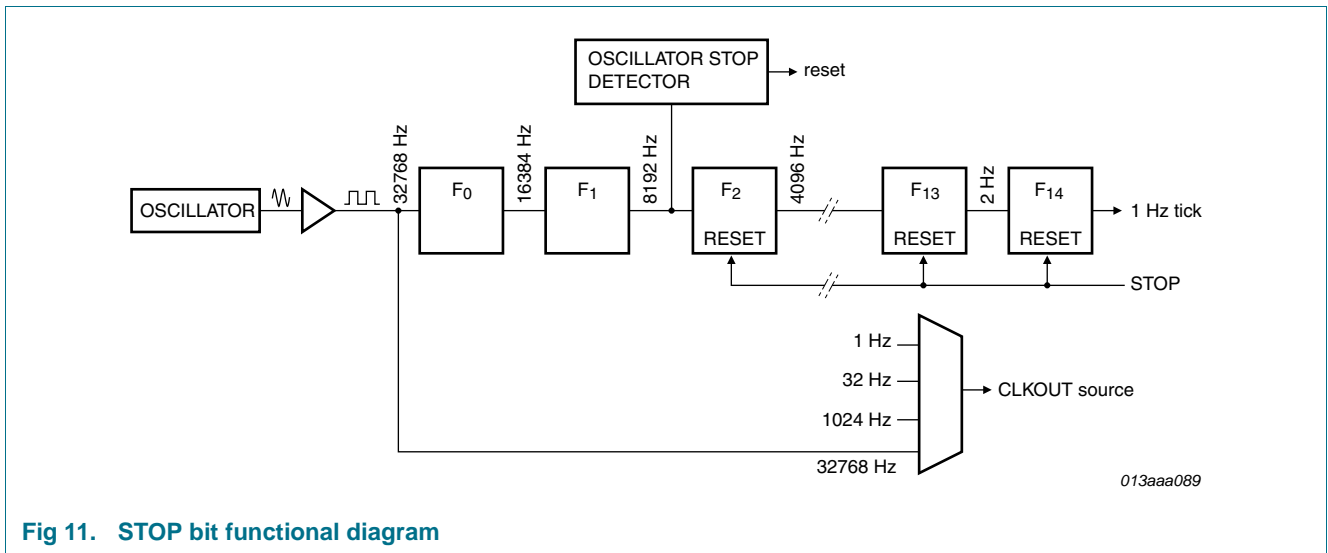 OSCILLATOR STOP
DETECTOR
reset
32768 Hz
16384 Hz
8192 Hz
4096 Hz
2 Hz
OSCILLATOR
F0
F1
F2
RESET
F13
RESET
F14
RESET
1 Hz tick
STOP
1 Hz
32 Hz
1024 Hz
32768 Hz
CLKOUT source
013aaa089
Fig 11. STOP bit functional diagram